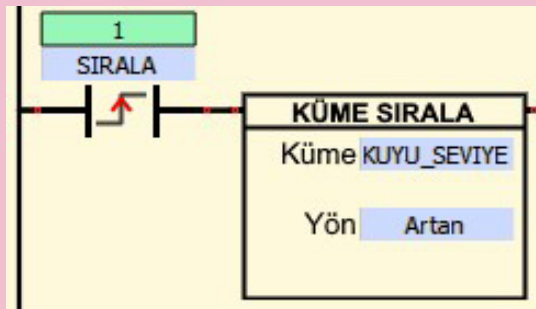 1
SIRALA
KÜME SIRALA
Küme KUYU_SEVIYE
Yön Artan